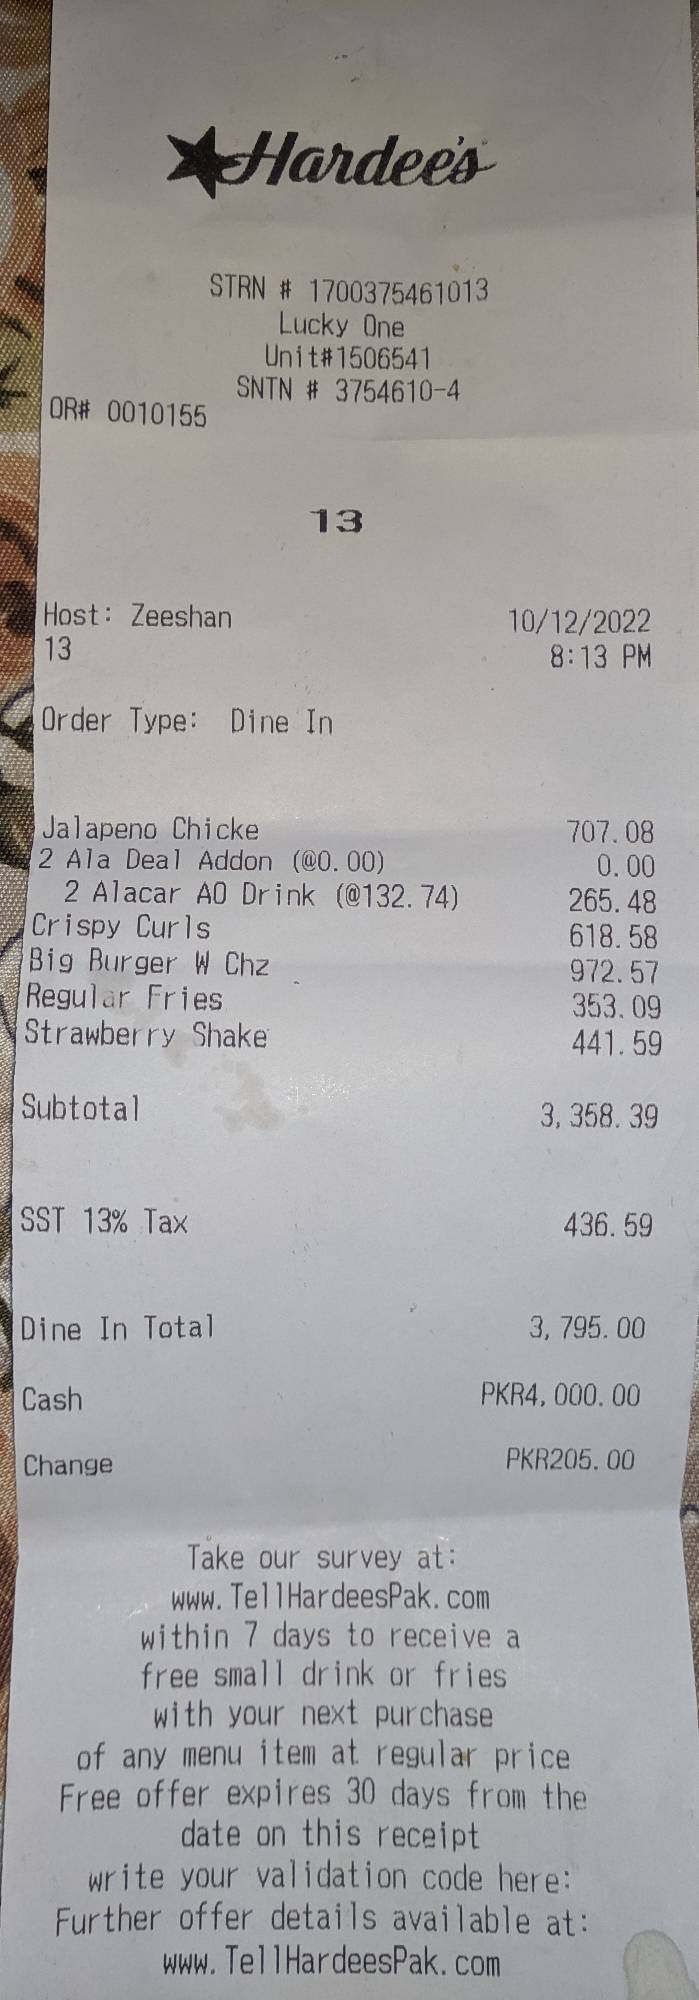 Hardee's
STRN # 1700375461013
Lucky One
Unit#1506541
SNTN # 3754610-4
OR# 0010155
13
Host: Zeeshan 10/12/2022
13 8:13 PM
Order Type: Dine In
Jalapeno Chicke 707.08
2 Ala Deal Addon (@0.00) 0.00
2 Alacar AO Drink (@132.74) 265.48
Crispy Curls 618.58
Big Burger W Chz 972.57
Regular Fries 353.09
Strawberry Shake 441.59
Subtotal 3,358.39
SST 13% Tax 436.59
Dine In Total 3,795.00
Cash PKR4,000.00
Change PKR205.00
Take our survey at:
www.TellHardeesPak.com
within 7 days to receive a
free small drink or fries
with your next purchase
of any menu item at regular price
Free offer expires 30 days from the
date on this receipt
write your validation code here:
Further offer details available at:
www.TellHardeesPak.com